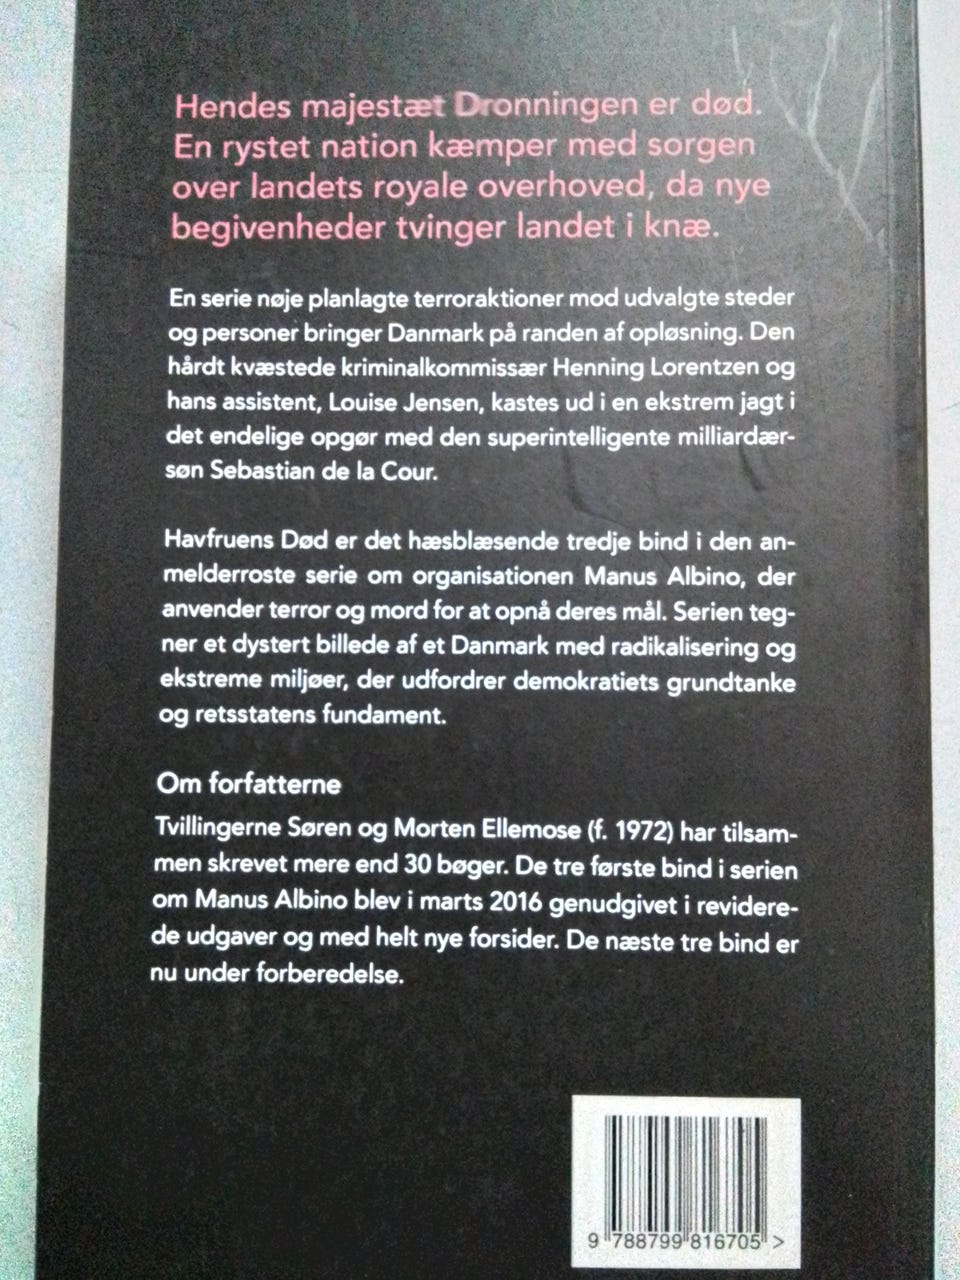 Hendes majestæt Dronningen er død.
En rystet nation kæmper med sorgen
over landets royale overhoved, da nye
begivenheder tvinger landet i knæ.
En serie nøje planlagte terroraktioner mod udvalgte steder
og personer bringer Danmark på randen af opløsning. Den
hårdt kvæstede kriminalkommissær Henning Lorentzen og
hans assistent, Louise Jensen, kastes ud i en ekstrem jagt i
det endelige opgør med den superintelligente milliardær-
søn Sebastian de la Cour.
Havfruens Død er det hæsblæsende tredje bind i den an-
melderroste serie om organisationen Manus Albino, der
anvender terror og mord for at opnå deres mål. Serien teg-
ner et dystert billede af et Danmark med radikalisering og
ekstreme miljøer, der udfordrer demokratiets grundtanke
og retsstatens fundament.
Om forfatterne
Tvillingerne Søren og Morten Ellemose (f. 1972) har tilsam-
men skrevet mere end 30 bøger. De tre første bind i serien
om Manus Albino blev i marts 2016 genudgivet i revidere-
de udgaver og med helt nye forsider. De næste tre bind er
nu under forberedelse.
9 788799 816705 >